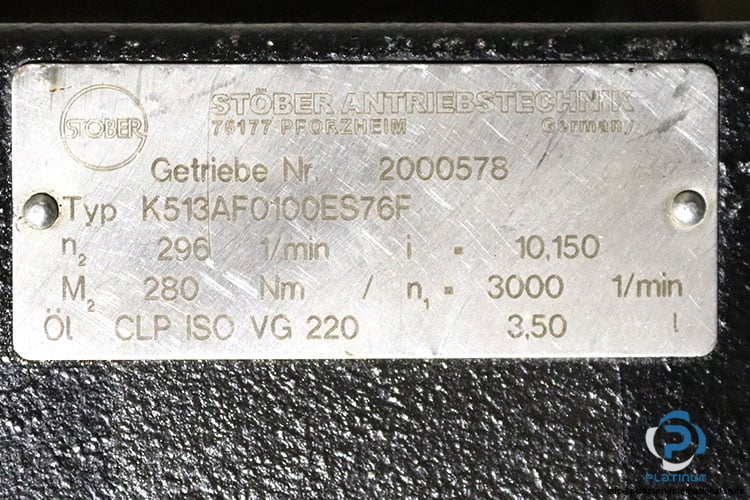 STÖBER
STÖBER ANTRIEBSTECHNIK
75177 PFORZHEIM Germany
Getriebe Nr. 2000578
Typ K513AF0100ES76F
n₂ 296 1/min i = 10,150
M₂ 280 Nm / n₁ = 3000 1/min
Öl CLP ISO VG 220 3,50 l
PLATINUM